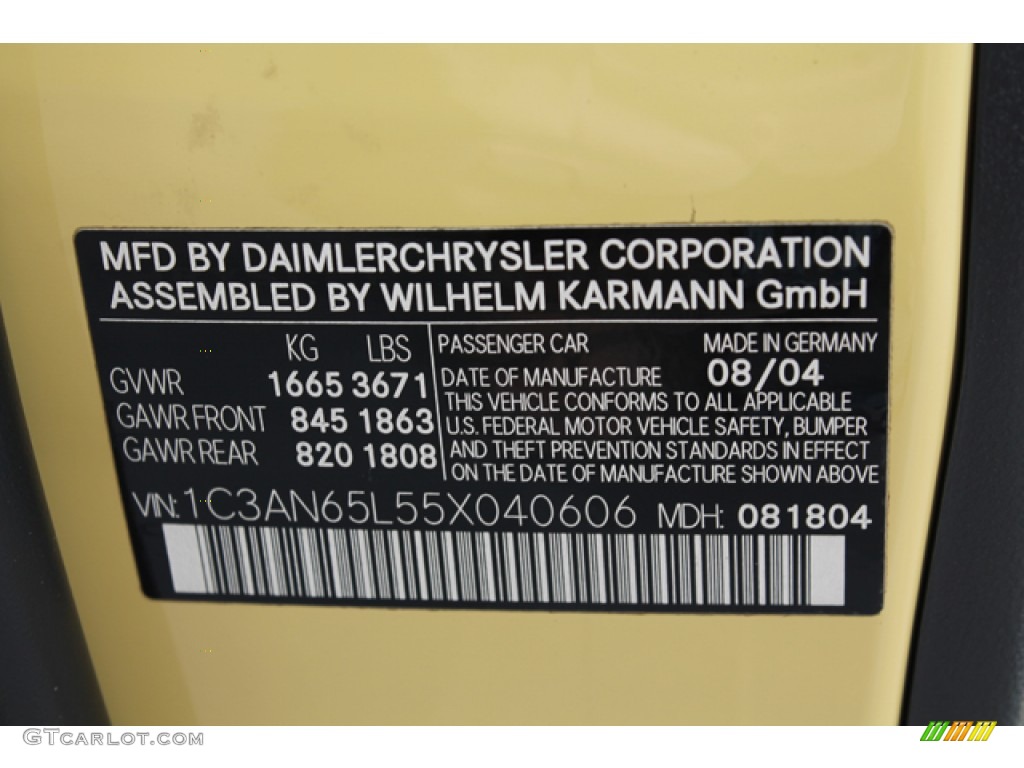 MFD BY DAIMLERCHRYSLER CORPORATION
ASSEMBLED BY WILHELM KARMANN GmbH
KG LBS
GVWR 1665 3671
GAWR FRONT 845 1863
GAWR REAR 820 1808
PASSENGER CAR MADE IN GERMANY
DATE OF MANUFACTURE 08/04
THIS VEHICLE CONFORMS TO ALL APPLICABLE
U.S. FEDERAL MOTOR VEHICLE SAFETY, BUMPER
AND THEFT PREVENTION STANDARDS IN EFFECT
ON THE DATE OF MANUFACTURE SHOWN ABOVE
VIN: 1C3AN65L55X040606 MDH: 081804
GTCarLot.com